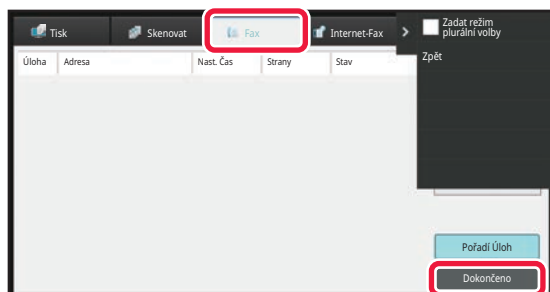 Tisk
Skenovat
Fax
Internet-Fax
Zadat režim
plurální volby
Zpět
Úloha
Adresa
Nast. Čas
Strany
Stav
Pořadí Úloh
Dokončeno